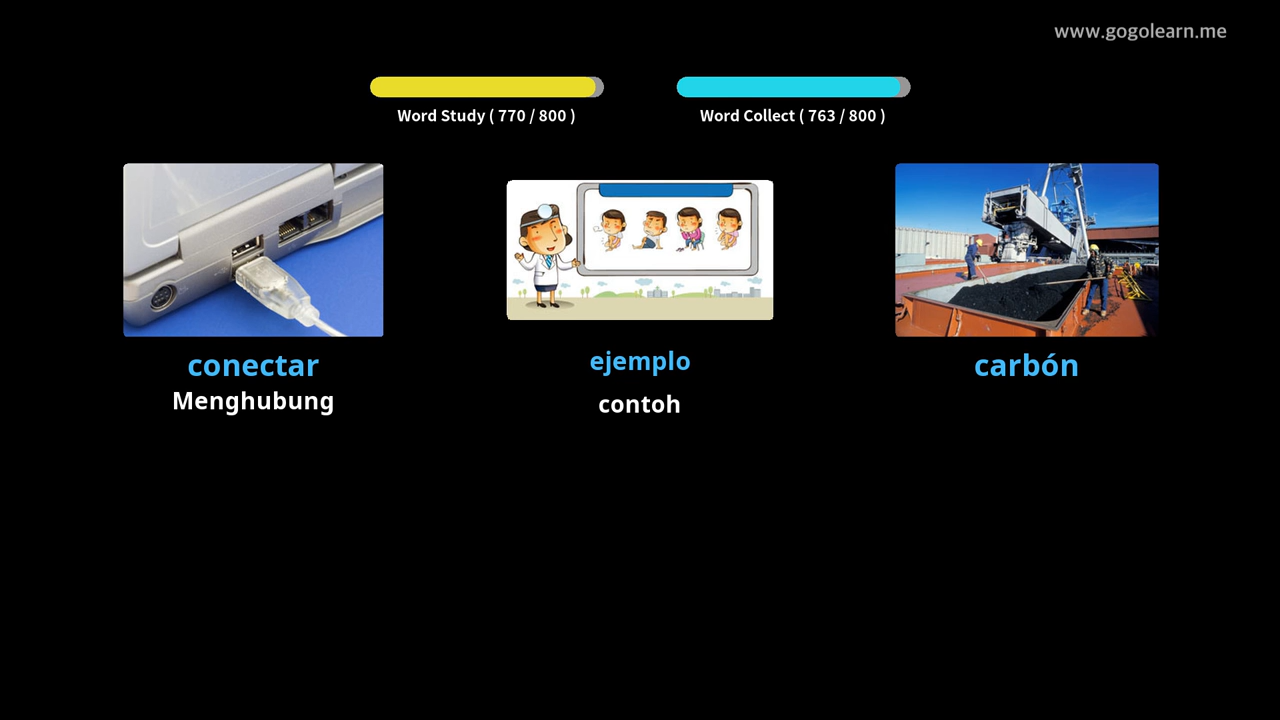 www.gogolearn.me
Word Study ( 770 / 800 )
Word Collect ( 763 / 800 )
conectar
Menghubung
ejemplo
contoh
carbón